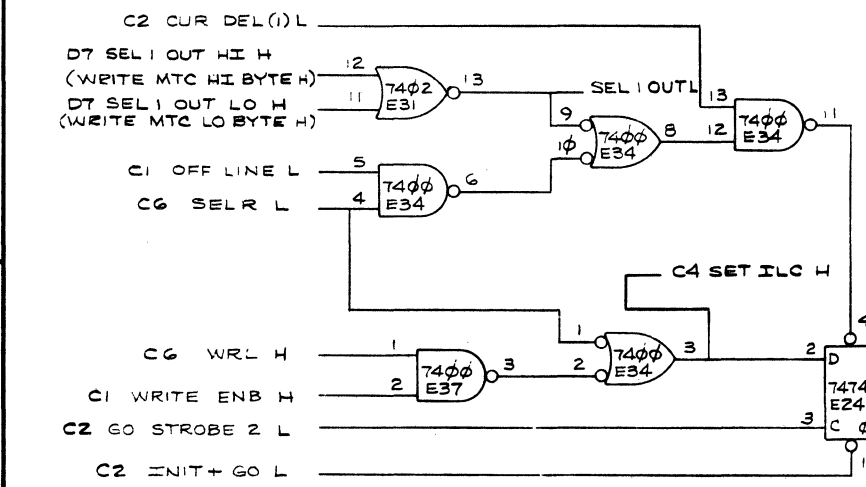 C2 CUR DEL(1) L
D7 SEL 1 OUT HI H
(WRITE MTC HI BYTE H)
12
13
7402
E31
D7 SEL 1 OUT LO H
(WRITE MTC LO BYTE H)
11
SEL 1 OUT L
13
12
7400
E34
11
9
10
7400
E34
8
C1 OFF LINE L
5
C6 SELR L
4
7400
E34
6
C4 SET ILC H
1
2
7400
E34
3
C6 WRL H
1
C1 WRITE ENB H
2
7400
E37
3
4
2
D
7474
E24
C2 GO STROBE 2 L
3
C
C2 INIT + GO L
1